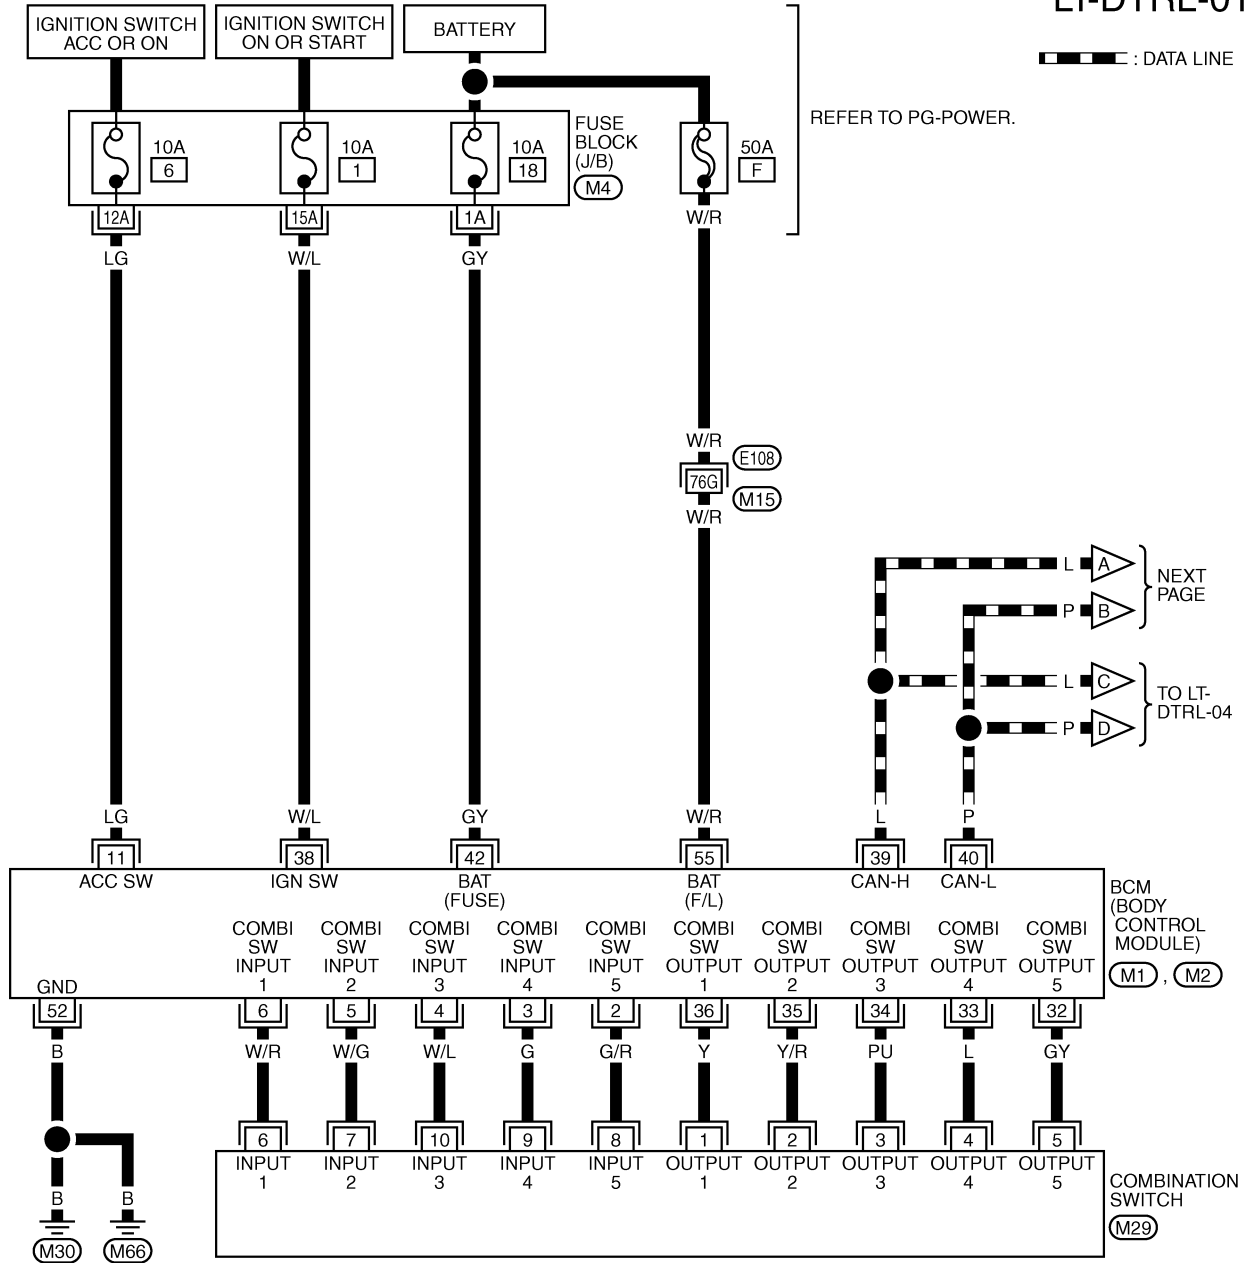 LT-DTRL-01
IGNITION SWITCH
ACC OR ON
IGNITION SWITCH
ON OR START
BATTERY
: DATA LINE
REFER TO PG-POWER.
10A
6
10A
1
10A
18
FUSE
BLOCK
(J/B)
M4
50A
F
12A
15A
1A
W/R
LG
W/L
GY
W/R
E108
76G
M15
W/R
L
A
P
B
NEXT
PAGE
L
C
P
D
TO LT-
DTRL-04
LG
W/L
GY
W/R
L
P
11
38
42
55
39
40
ACC SW
IGN SW
BAT
(FUSE)
BAT
(F/L)
CAN-H
CAN-L
BCM
(BODY
CONTROL
MODULE)
M1 , M2
COMBI
SW
INPUT
1
COMBI
SW
INPUT
2
COMBI
SW
INPUT
3
COMBI
SW
INPUT
4
COMBI
SW
INPUT
5
COMBI
SW
OUTPUT
1
COMBI
SW
OUTPUT
2
COMBI
SW
OUTPUT
3
COMBI
SW
OUTPUT
4
COMBI
SW
OUTPUT
5
GND
52
6
5
4
3
2
36
35
34
33
32
B
W/R
W/G
W/L
G
G/R
Y
Y/R
PU
L
GY
6
7
10
9
8
1
2
3
4
5
INPUT
1
INPUT
2
INPUT
3
INPUT
4
INPUT
5
OUTPUT
1
OUTPUT
2
OUTPUT
3
OUTPUT
4
OUTPUT
5
COMBINATION
SWITCH
M29
B
B
M30
M66